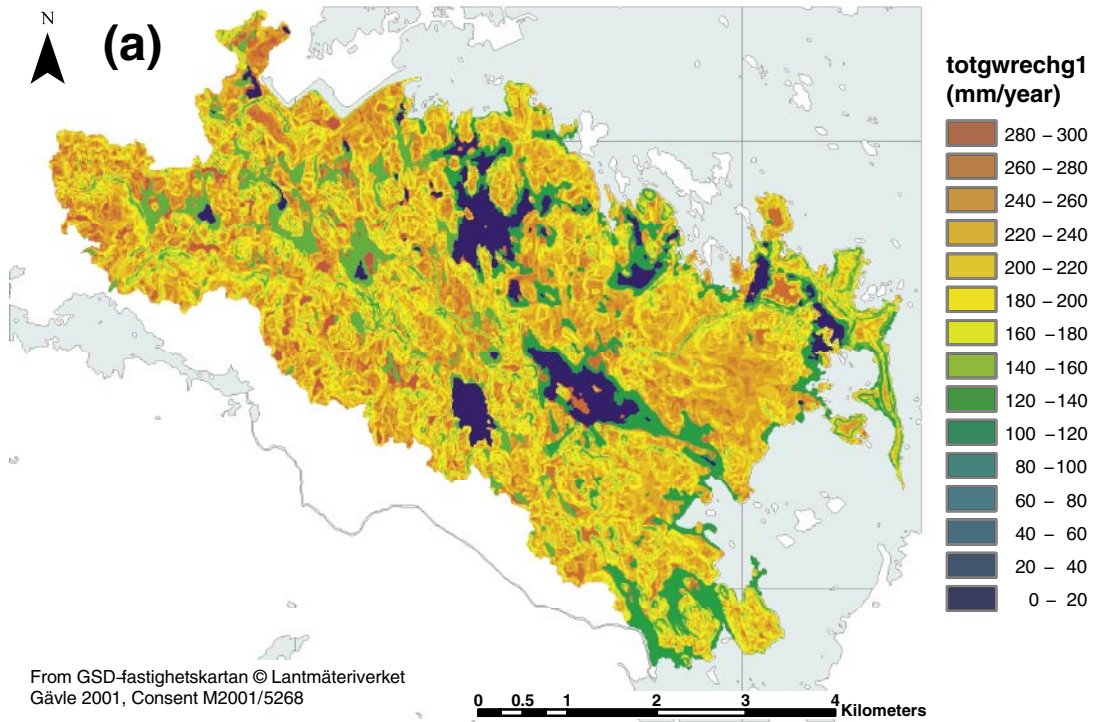 N
(a)
totgwrechg1
(mm/year)
280 – 300
260 – 280
240 – 260
220 – 240
200 – 220
180 – 200
160 – 180
140 – 160
120 – 140
100 – 120
80 – 100
60 – 80
40 – 60
20 – 40
0 – 20
From GSD-fastighetskartan © Lantmäteriverket
Gävle 2001, Consent M2001/5268
0 0.5 1 2 3 4
Kilometers